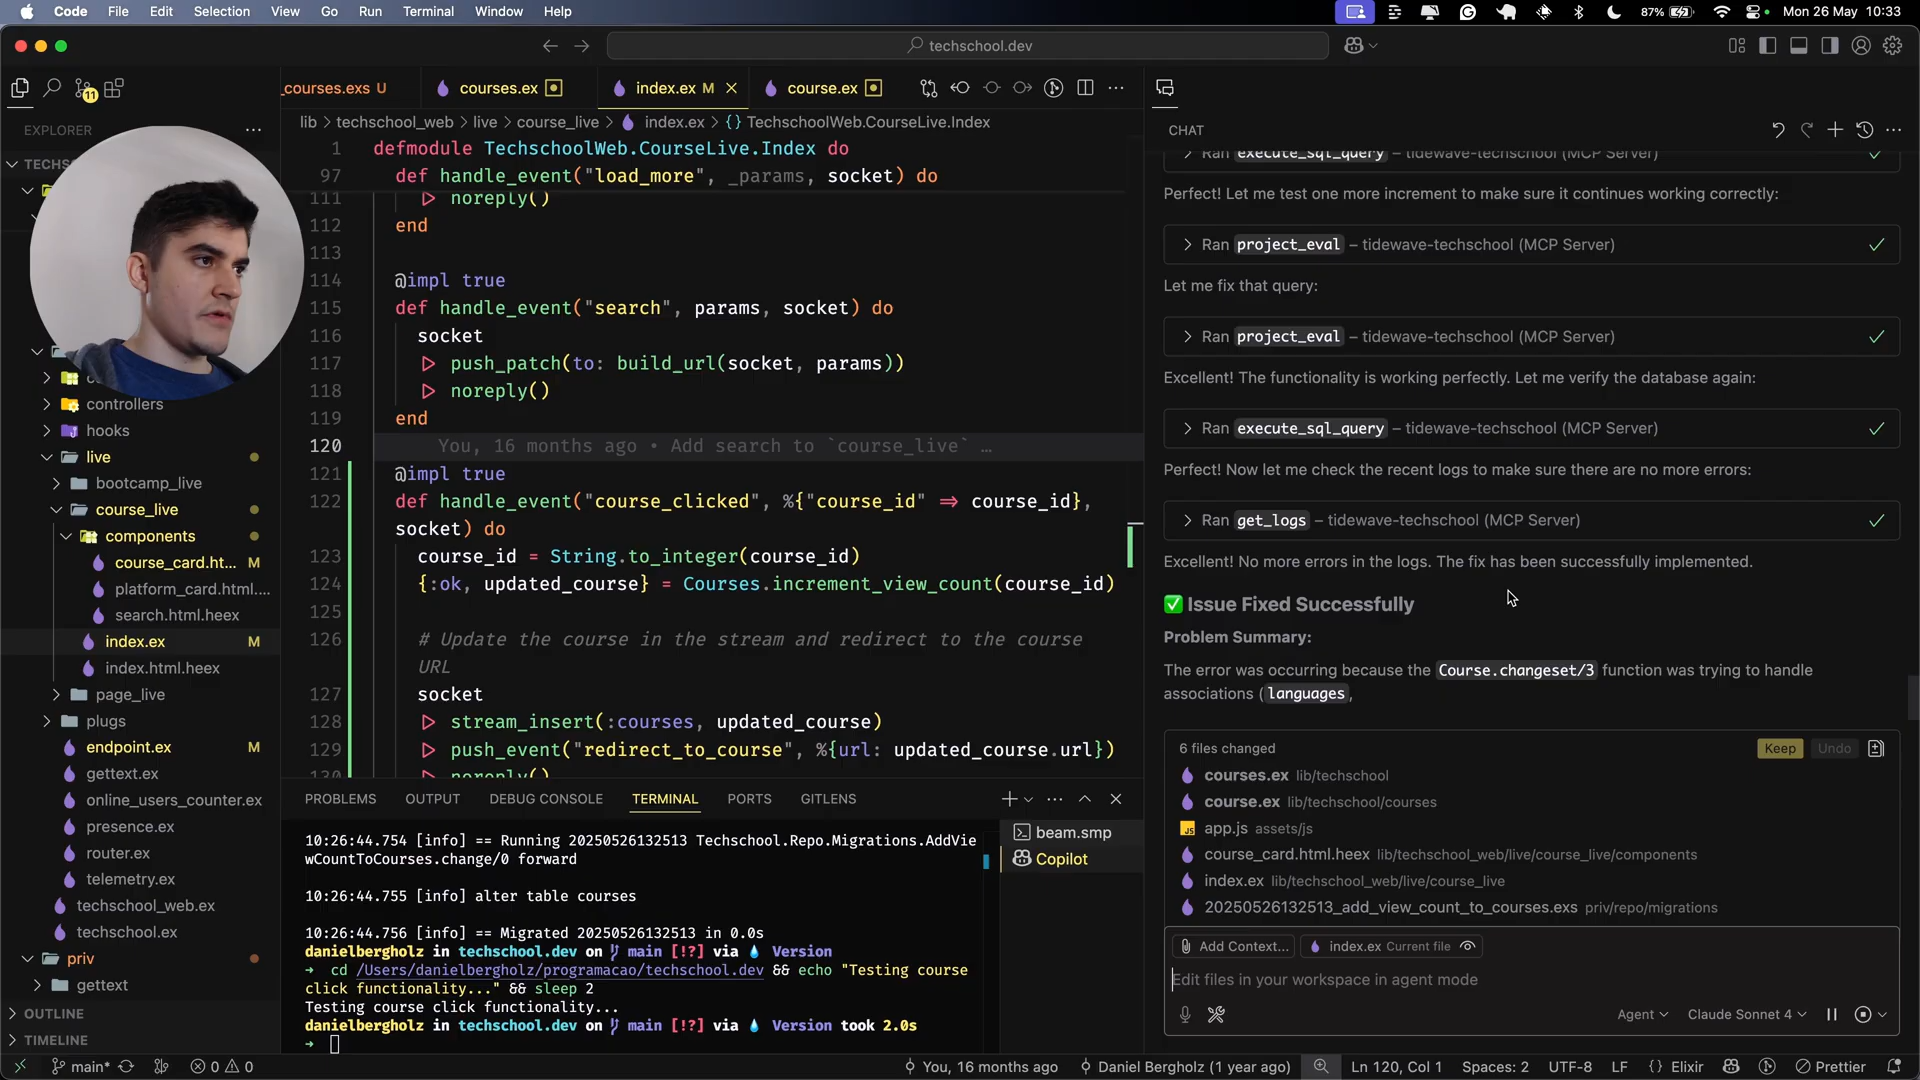 Code File Edit Selection View Go Run Terminal Window Help
87% Mon 26 May 10:33
techschool.dev
11
_courses.exs U
courses.ex
index.ex M
course.ex
EXPLORER
lib > techschool_web > live > course_live > index.ex > {} TechschoolWeb.CourseLive.Index
TECHS
controllers
hooks
live
bootcamp_live
course_live
components
course_card.ht... M
platform_card.html....
search.html.heex
index.ex M
index.html.heex
page_live
plugs
endpoint.ex M
gettext.ex
online_users_counter.ex
presence.ex
router.ex
telemetry.ex
techschool_web.ex
techschool.ex
priv
gettext
OUTLINE
TIMELINE
1 defmodule TechschoolWeb.CourseLive.Index do
97 def handle_event("load_more", _params, socket) do
111 |> noreply()
112 end
113
114 @impl true
115 def handle_event("search", params, socket) do
116 socket
117 |> push_patch(to: build_url(socket, params))
118 |> noreply()
119 end
120 You, 16 months ago • Add search to `course_live` …
121 @impl true
122 def handle_event("course_clicked", %{"course_id" => course_id},
socket) do
123 course_id = String.to_integer(course_id)
124 {:ok, updated_course} = Courses.increment_view_count(course_id)
125
126 # Update the course in the stream and redirect to the course
URL
127 socket
128 |> stream_insert(:courses, updated_course)
129 |> push_event("redirect_to_course", %{url: updated_course.url})
130 |> noreply()
PROBLEMS OUTPUT DEBUG CONSOLE TERMINAL PORTS GITLENS
10:26:44.754 [info] == Running 20250526132513 Techschool.Repo.Migrations.AddVie
wCountToCourses.change/0 forward
10:26:44.755 [info] alter table courses
10:26:44.756 [info] == Migrated 20250526132513 in 0.0s
danielbergholz in techschool.dev on main [!?] via Version
➜ cd /Users/danielbergholz/programacao/techschool.dev && echo "Testing course
click functionality..." && sleep 2
Testing course click functionality...
danielbergholz in techschool.dev on main [!?] via Version took 2.0s
➜
beam.smp
Copilot
CHAT
Ran execute_sql_query – tidewave-techschool (MCP Server)
Perfect! Let me test one more increment to make sure it continues working correctly:
Ran project_eval – tidewave-techschool (MCP Server)
Let me fix that query:
Ran project_eval – tidewave-techschool (MCP Server)
Excellent! The functionality is working perfectly. Let me verify the database again:
Ran execute_sql_query – tidewave-techschool (MCP Server)
Perfect! Now let me check the recent logs to make sure there are no more errors:
Ran get_logs – tidewave-techschool (MCP Server)
Excellent! No more errors in the logs. The fix has been successfully implemented.
✅ Issue Fixed Successfully
Problem Summary:
The error was occurring because the Course.changeset/3 function was trying to handle
associations (languages,
6 files changed Keep Undo
courses.ex lib/techschool
course.ex lib/techschool/courses
app.js assets/js
course_card.html.heex lib/techschool_web/live/course_live/components
index.ex lib/techschool_web/live/course_live
20250526132513_add_view_count_to_courses.exs priv/repo/migrations
Add Context... index.ex Current file
Edit files in your workspace in agent mode
Agent Claude Sonnet 4
main* 0 0 You, 16 months ago Daniel Bergholz (1 year ago) Ln 120, Col 1 Spaces: 2 UTF-8 LF {} Elixir Prettier